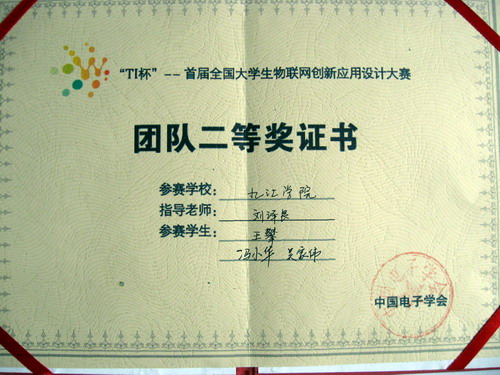 “TI杯”--首届全国大学生物联网创新应用设计大赛
团队二等奖证书
参赛学校: 九江学院
指导老师: 刘泽良
参赛学生: 王攀
冯小华 吴家伟
中国电子学会